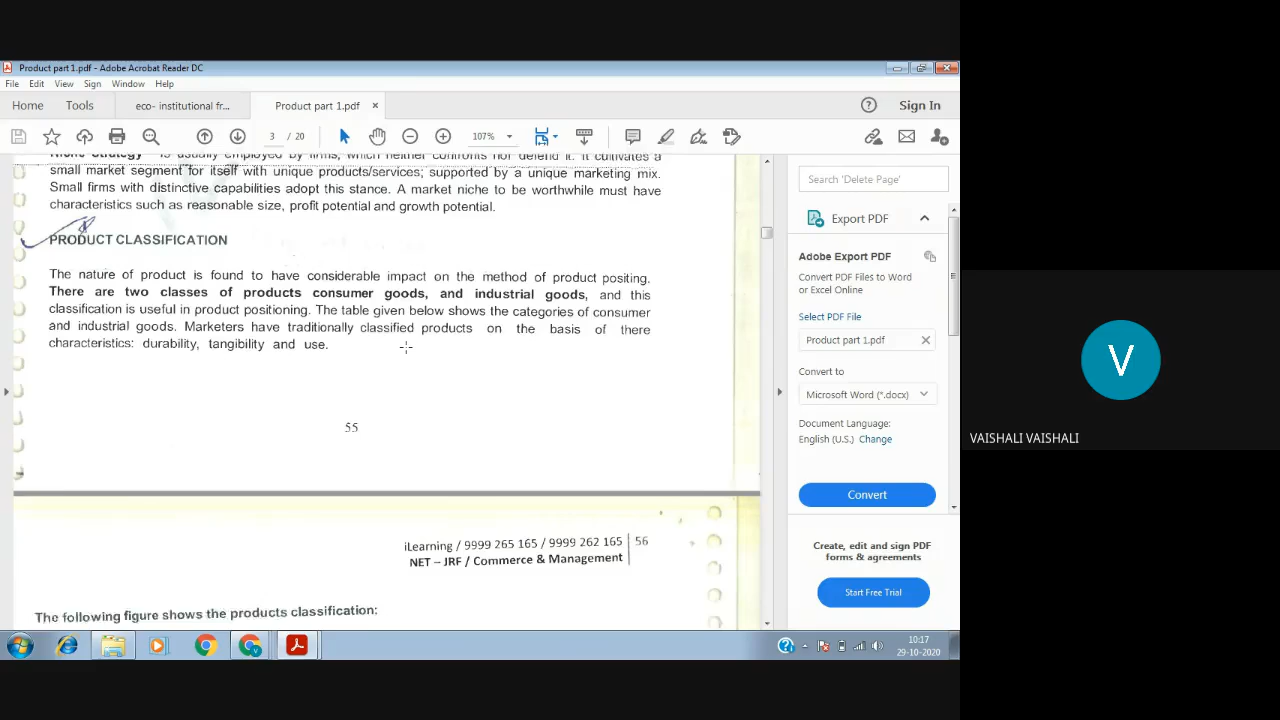 Product part 1.pdf - Adobe Acrobat Reader DC
File Edit View Sign Window Help
Home Tools eco- institutional fr... Product part 1.pdf × Sign In
3 / 20 107%
Niche Strategy - is usually employed by firms, which neither confronts nor defend it. It cultivates a
small market segment for itself with unique products/services; supported by a unique marketing mix.
Small firms with distinctive capabilities adopt this stance. A market niche to be worthwhile must have
characteristics such as reasonable size, profit potential and growth potential.
PRODUCT CLASSIFICATION
The nature of product is found to have considerable impact on the method of product positing.
There are two classes of products consumer goods, and industrial goods, and this
classification is useful in product positioning. The table given below shows the categories of consumer
and industrial goods. Marketers have traditionally classified products on the basis of there
characteristics: durability, tangibility and use.
55
iLearning / 9999 265 165 / 9999 262 165 | 56
NET – JRF / Commerce & Management
The following figure shows the products classification:
Search 'Delete Page'
Export PDF
Adobe Export PDF
Convert PDF Files to Word
or Excel Online
Select PDF File
Product part 1.pdf ×
Convert to
Microsoft Word (*.docx)
Document Language:
English (U.S.) Change
Convert
Create, edit and sign PDF
forms & agreements
Start Free Trial
10:17
29-10-2020
V
VAISHALI VAISHALI